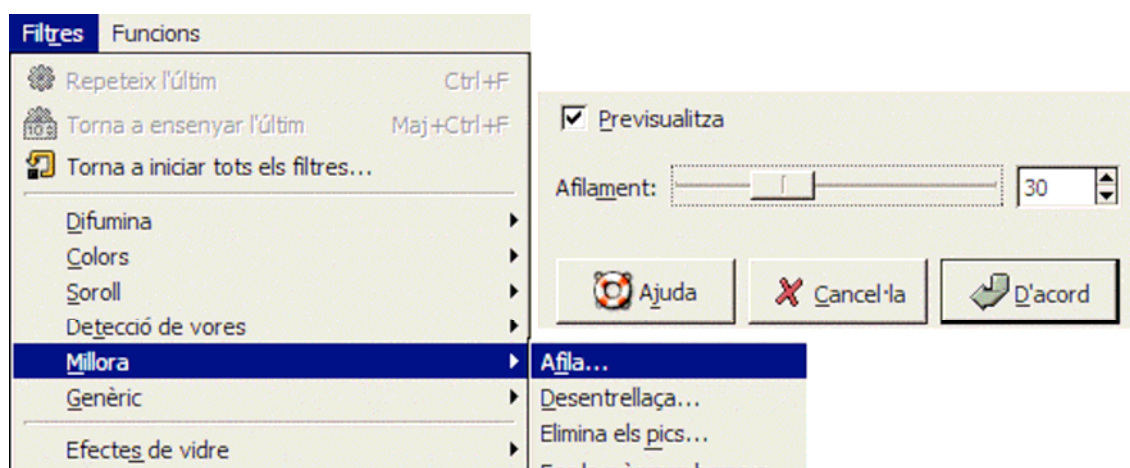 Filtres Funcions
Repeteix l'últim Ctrl+F
Torna a ensenyar l'últim Maj+Ctrl+F
Torna a iniciar tots els filtres...
Difumina
Colors
Soroll
Detecció de vores
Millora
Genèric
Efectes de vidre
Previsualitza
Afilament: 30
Ajuda Cancel·la D'acord
Afila...
Desentrellaça...
Elimina els pics...